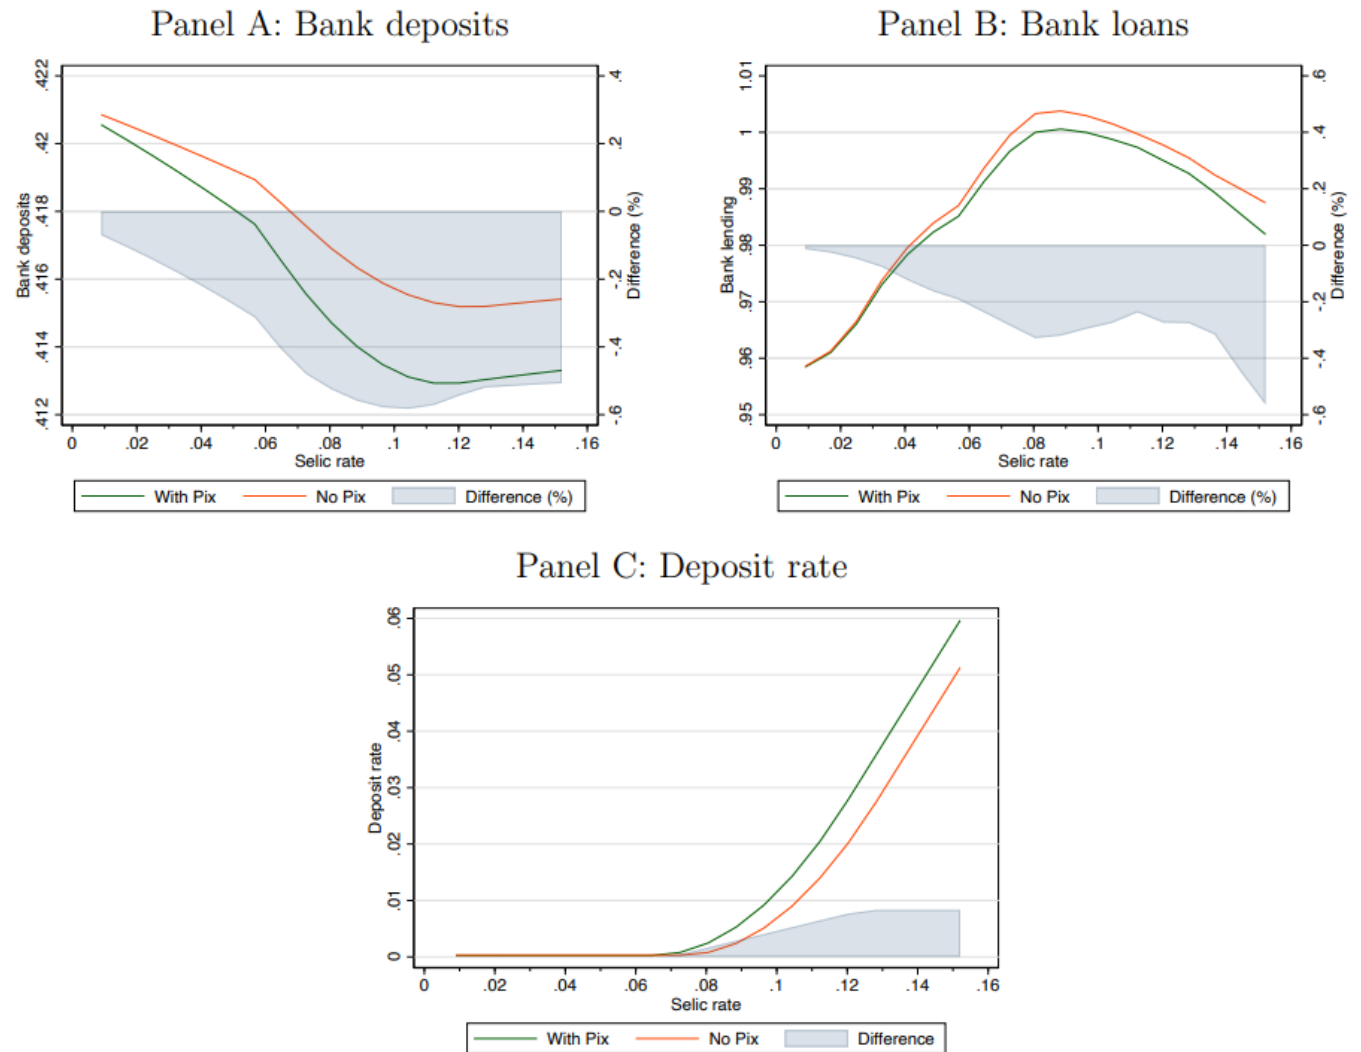 Panel A: Bank deposits
Bank deposits
.422
.42
.418
.416
.414
.412
.4
.2
0
-.2
-.4
-.6
Difference (%)
0 .02 .04 .06 .08 .1 .12 .14 .16
Selic rate
With Pix No Pix Difference (%)
Panel B: Bank loans
Bank lending
1.01
1
.99
.98
.97
.96
.95
.6
.4
.2
0
-.2
-.4
-.6
Difference (%)
0 .02 .04 .06 .08 .1 .12 .14 .16
Selic rate
With Pix No Pix Difference (%)
Panel C: Deposit rate
Deposit rate
.06
.05
.04
.03
.02
.01
0
0 .02 .04 .06 .08 .1 .12 .14 .16
Selic rate
With Pix No Pix Difference